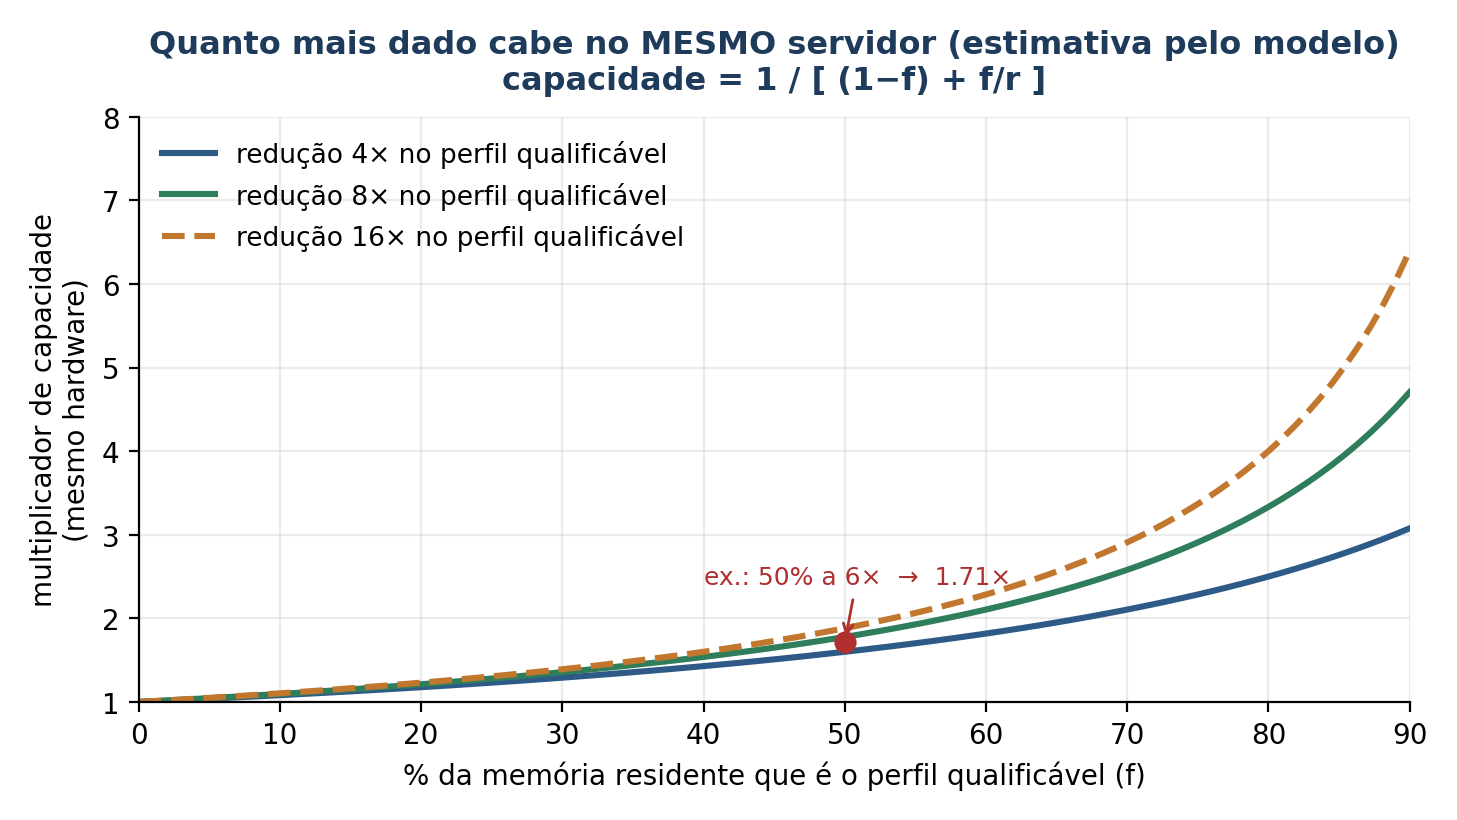 Quanto mais dado cabe no MESMO servidor (estimativa pelo modelo)
capacidade = 1 / [ (1−f) + f/r ]
redução 4× no perfil qualificável
redução 8× no perfil qualificável
redução 16× no perfil qualificável
multiplicador de capacidade
(mesmo hardware)
8
7
6
5
4
3
2
1
ex.: 50% a 6× → 1.71×
0 10 20 30 40 50 60 70 80 90
% da memória residente que é o perfil qualificável (f)